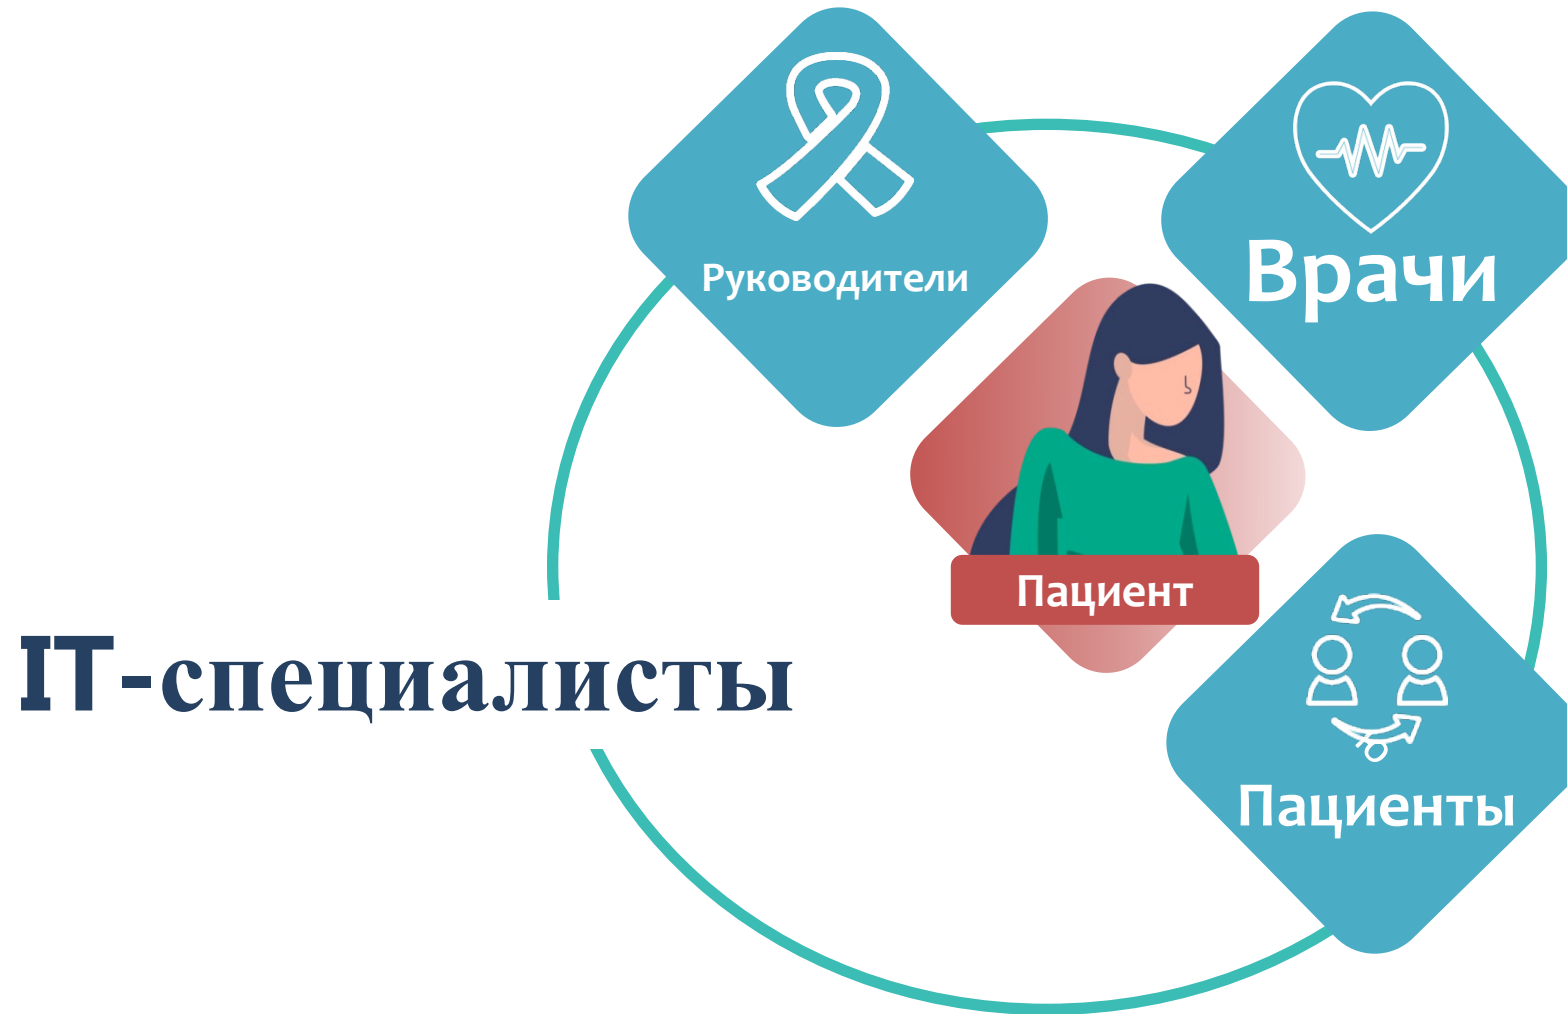 Руководители
Врачи
Пациент
IT-специалисты
Пациенты